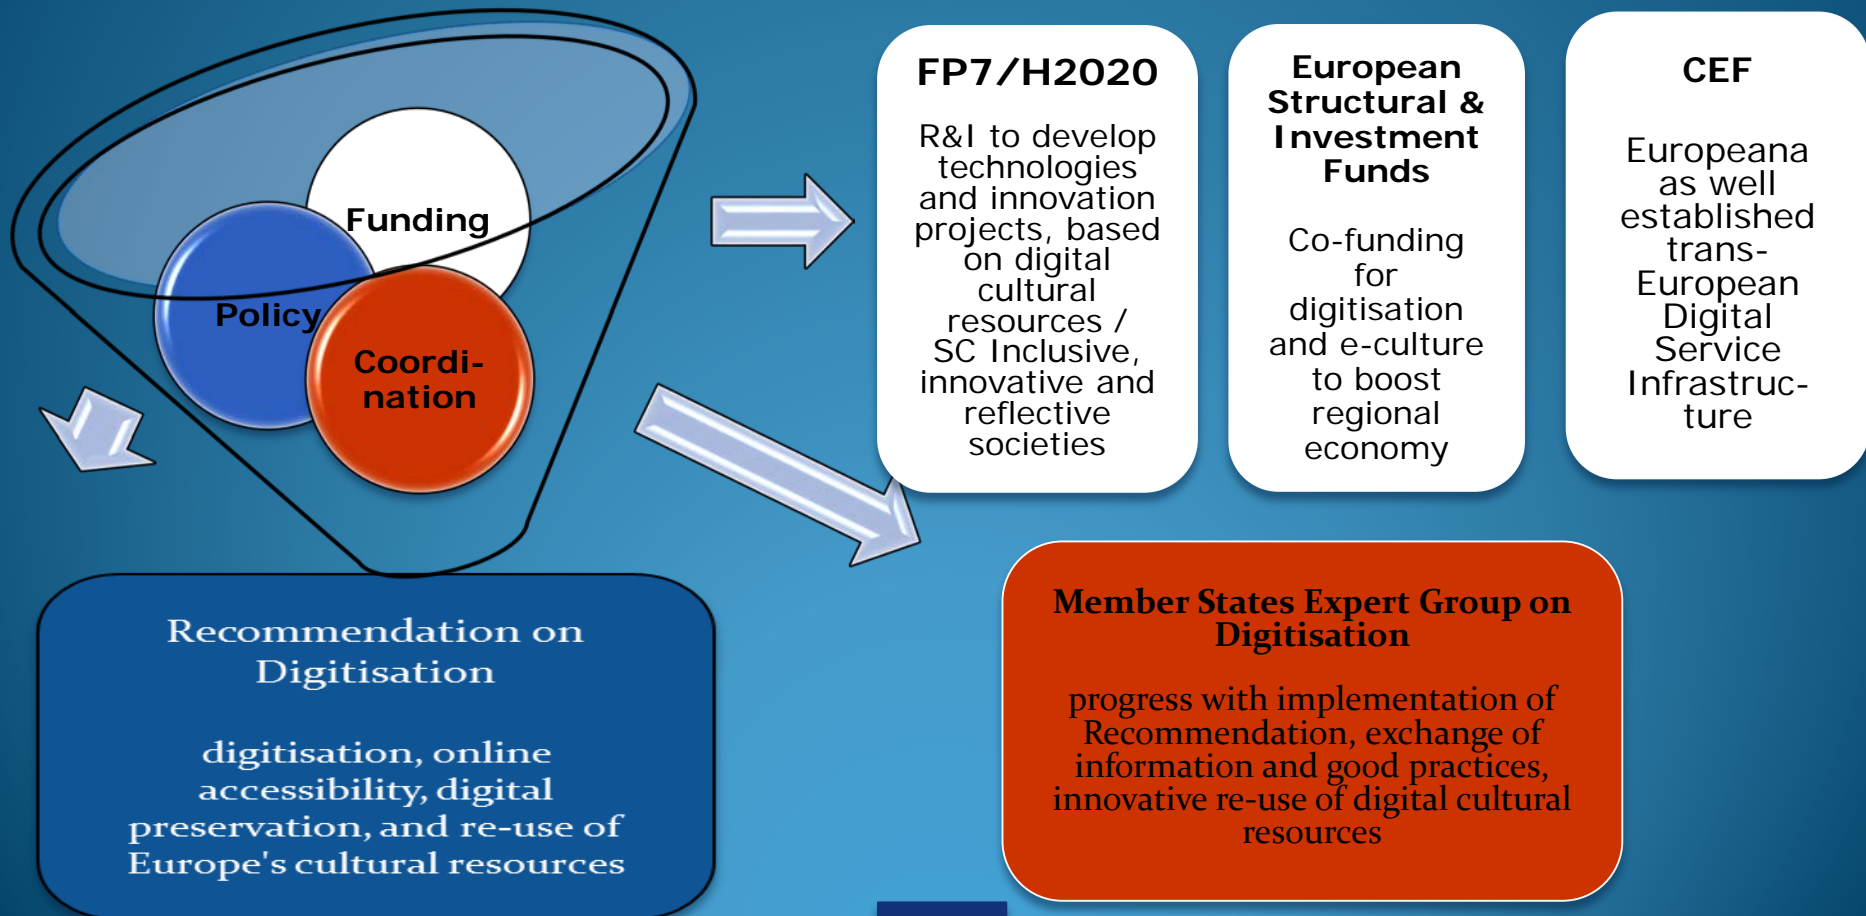 Funding
Policy
Coordi-
nation
FP7/H2020
R&I to develop
technologies
and innovation
projects, based
on digital
cultural
resources /
SC Inclusive,
innovative and
reflective
societies
European
Structural &
Investment
Funds
Co-funding
for
digitisation
and e-culture
to boost
regional
economy
CEF
Europeana
as well
established
trans-
European
Digital
Service
Infrastruc-
ture
Recommendation on
Digitisation
digitisation, online
accessibility, digital
preservation, and re-use of
Europe's cultural resources
Member States Expert Group on
Digitisation
progress with implementation of
Recommendation, exchange of
information and good practices,
innovative re-use of digital cultural
resources